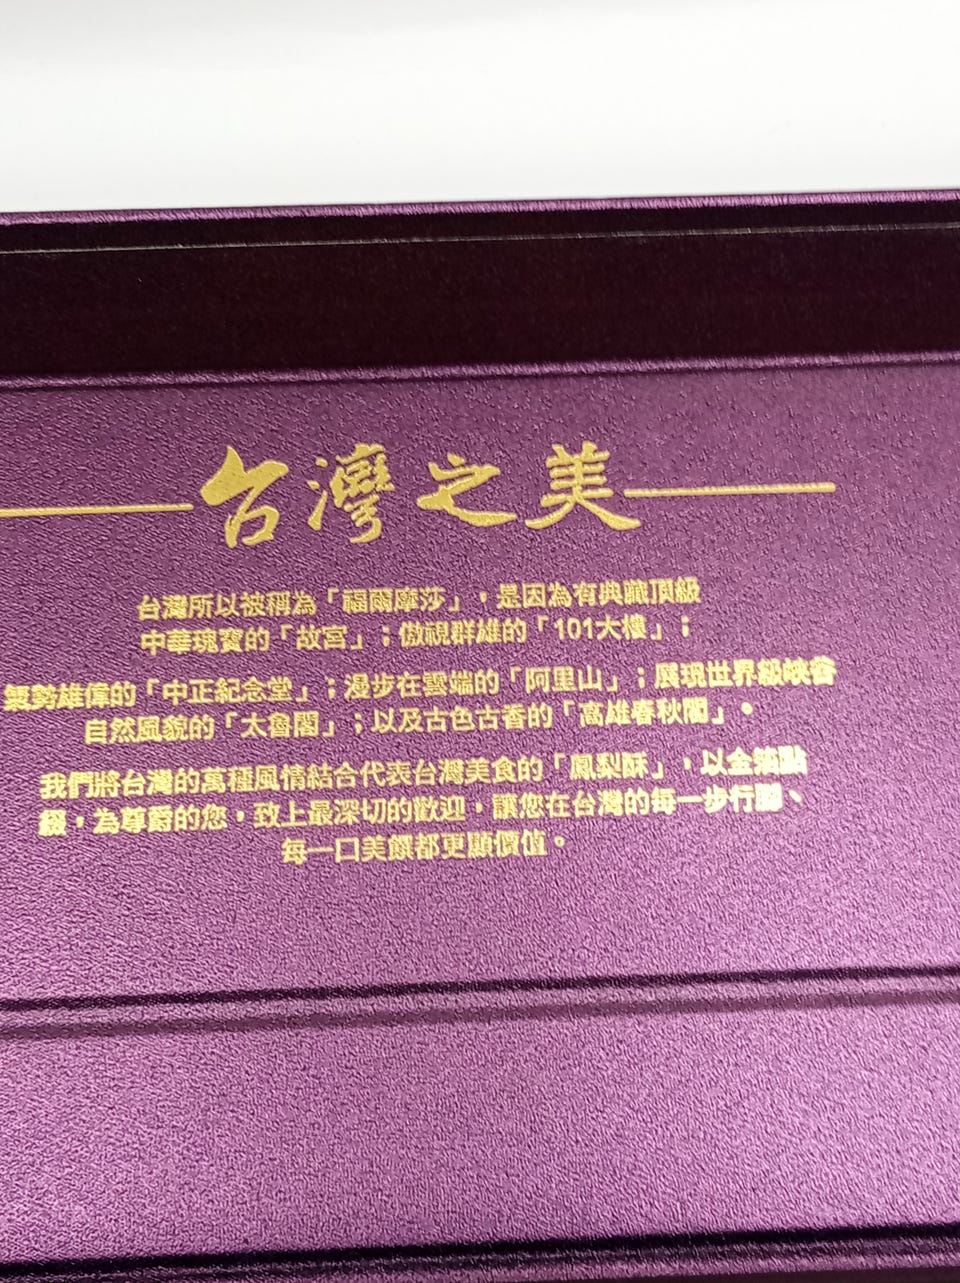 台灣之美
台灣所以被稱為「福爾摩莎」,是因為有典藏頂級
中華瑰寶的「故宮」;傲視群雄的「101大樓」;
氣勢雄偉的「中正紀念堂」;漫步在雲端的「阿里山」;展現世界級峽谷
自然風貌的「太魯閣」;以及古色古香的「高雄春秋閣」。
我們將台灣的萬種風情結合代表台灣美食的「鳳梨酥」,以金箔點
綴,為尊爵的您,致上最深切的歡迎,讓您在台灣的每一步行腳、
每一口美饌都更顯價值。